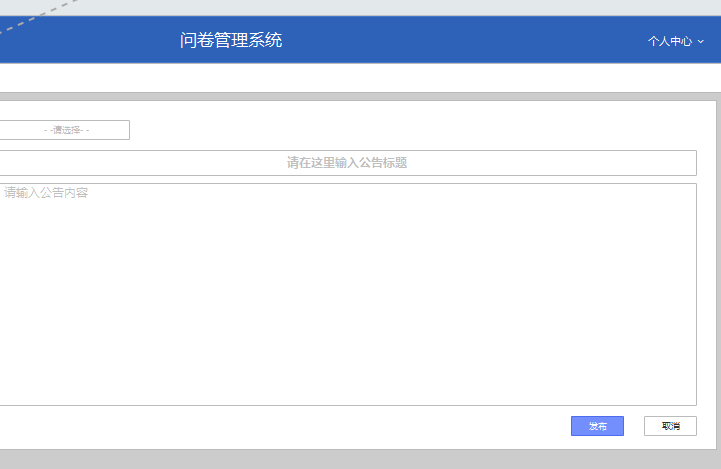 问卷管理系统
个人中心
- -请选择- -
请在这里输入公告标题
请输入公告内容
发布
取消